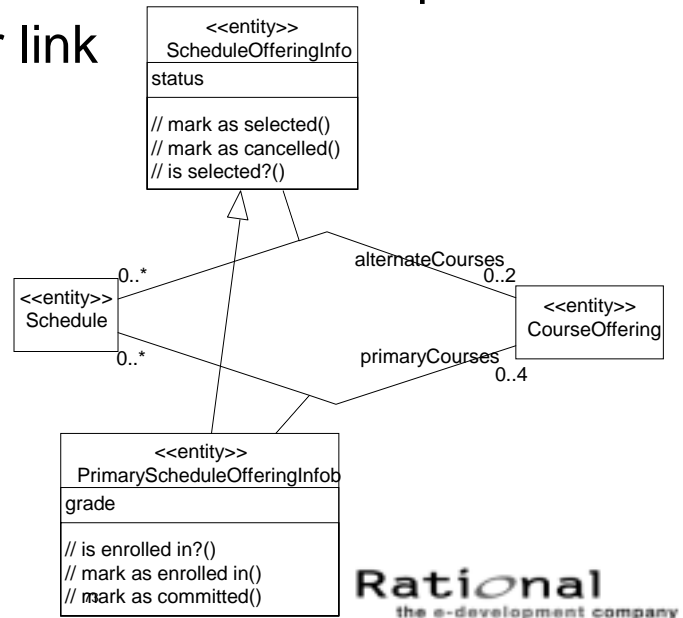 r link
<<entity>>
ScheduleOfferingInfo
status
// mark as selected()
// mark as cancelled()
// is selected?()
alternateCourses
0..*
0..2
<<entity>>
Schedule
<<entity>>
CourseOffering
0..*
primaryCourses
0..4
<<entity>>
PrimaryScheduleOfferingInfob
grade
// is enrolled in?()
// mark as enrolled in()
// mark as committed()
73
Rational
the e-development company